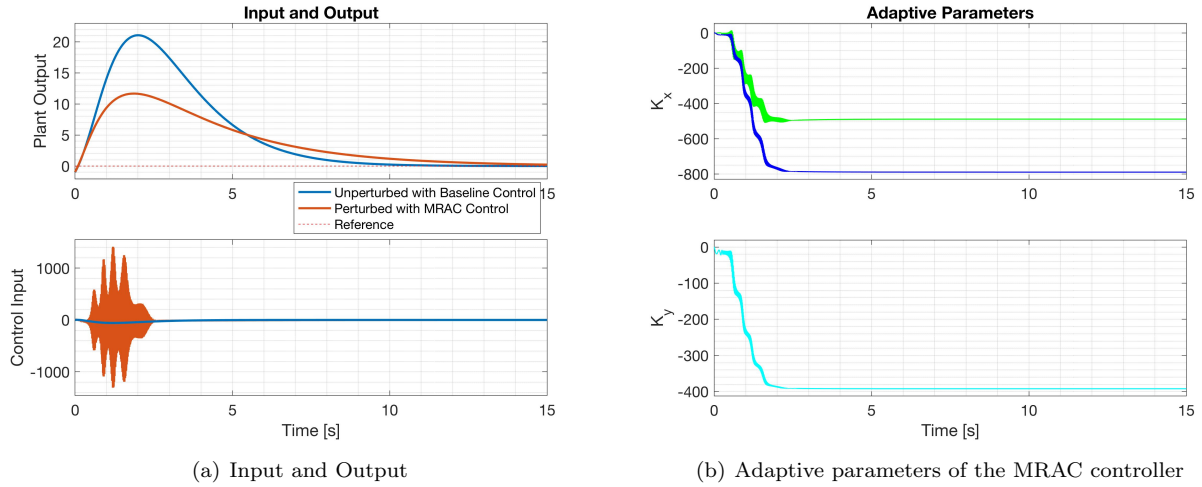 Input and Output
Plant Output
20
15
10
5
0
0
5
10
15
Unperturbed with Baseline Control
Perturbed with MRAC Control
Reference
Control Input
1000
0
-1000
0
5
10
15
Time [s]
(a) Input and Output
Adaptive Parameters
K_x
0
-200
-400
-600
-800
0
5
10
15
K_y
0
-100
-200
-300
-400
0
5
10
15
Time [s]
(b) Adaptive parameters of the MRAC controller